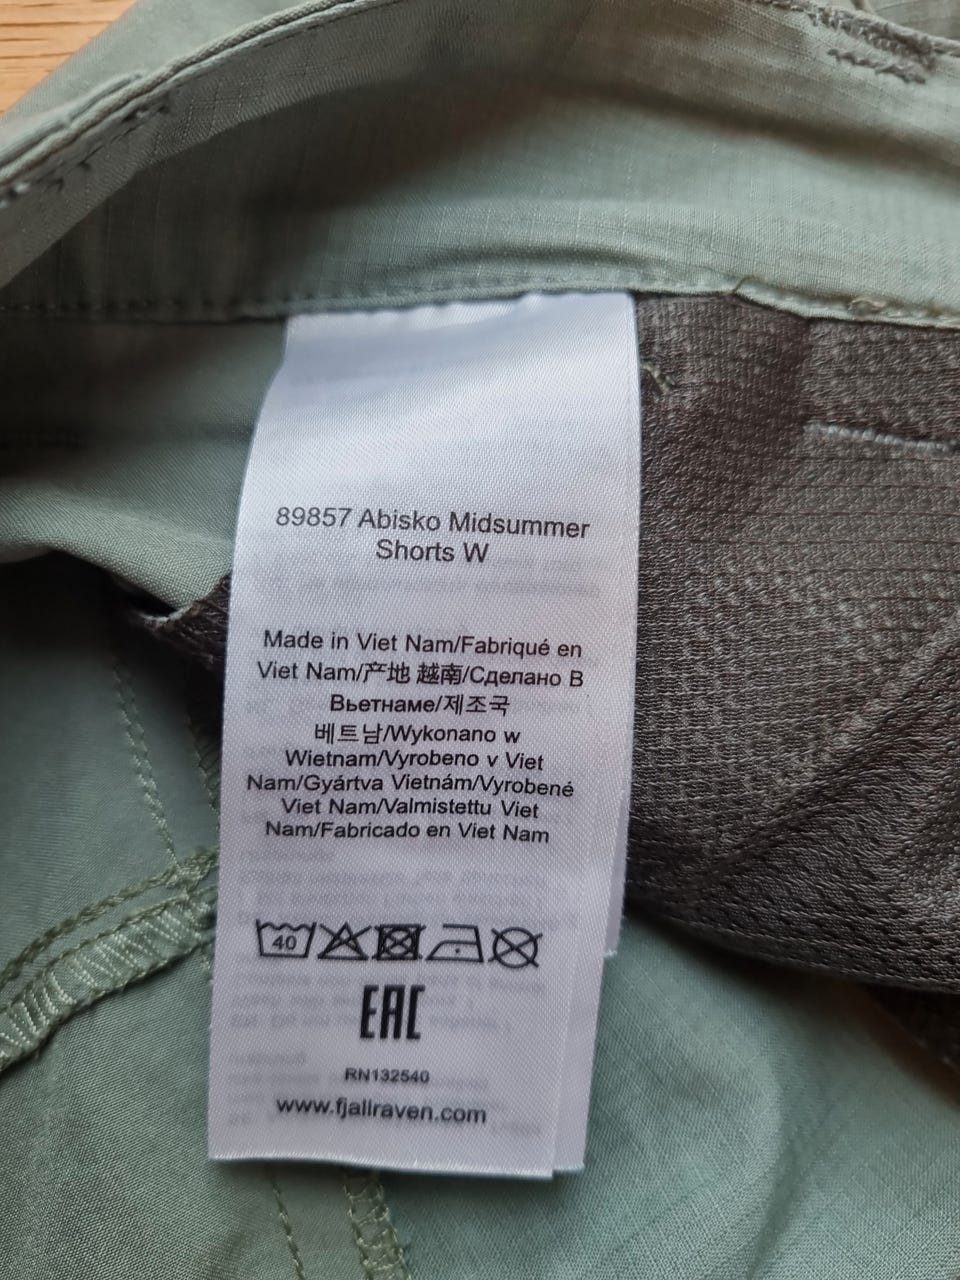 89857 Abisko Midsummer
Shorts W
Made in Viet Nam/Fabriqué en
Viet Nam/产地 越南/Сделано В
Вьетнаме/제조국
베트남/Wykonano w
Wietnam/Vyrobeno v Viet
Nam/Gyártva Vietnám/Vyrobené
Viet Nam/Valmistettu Viet
Nam/Fabricado en Viet Nam
40
EAC
RN132540
www.fjallraven.com